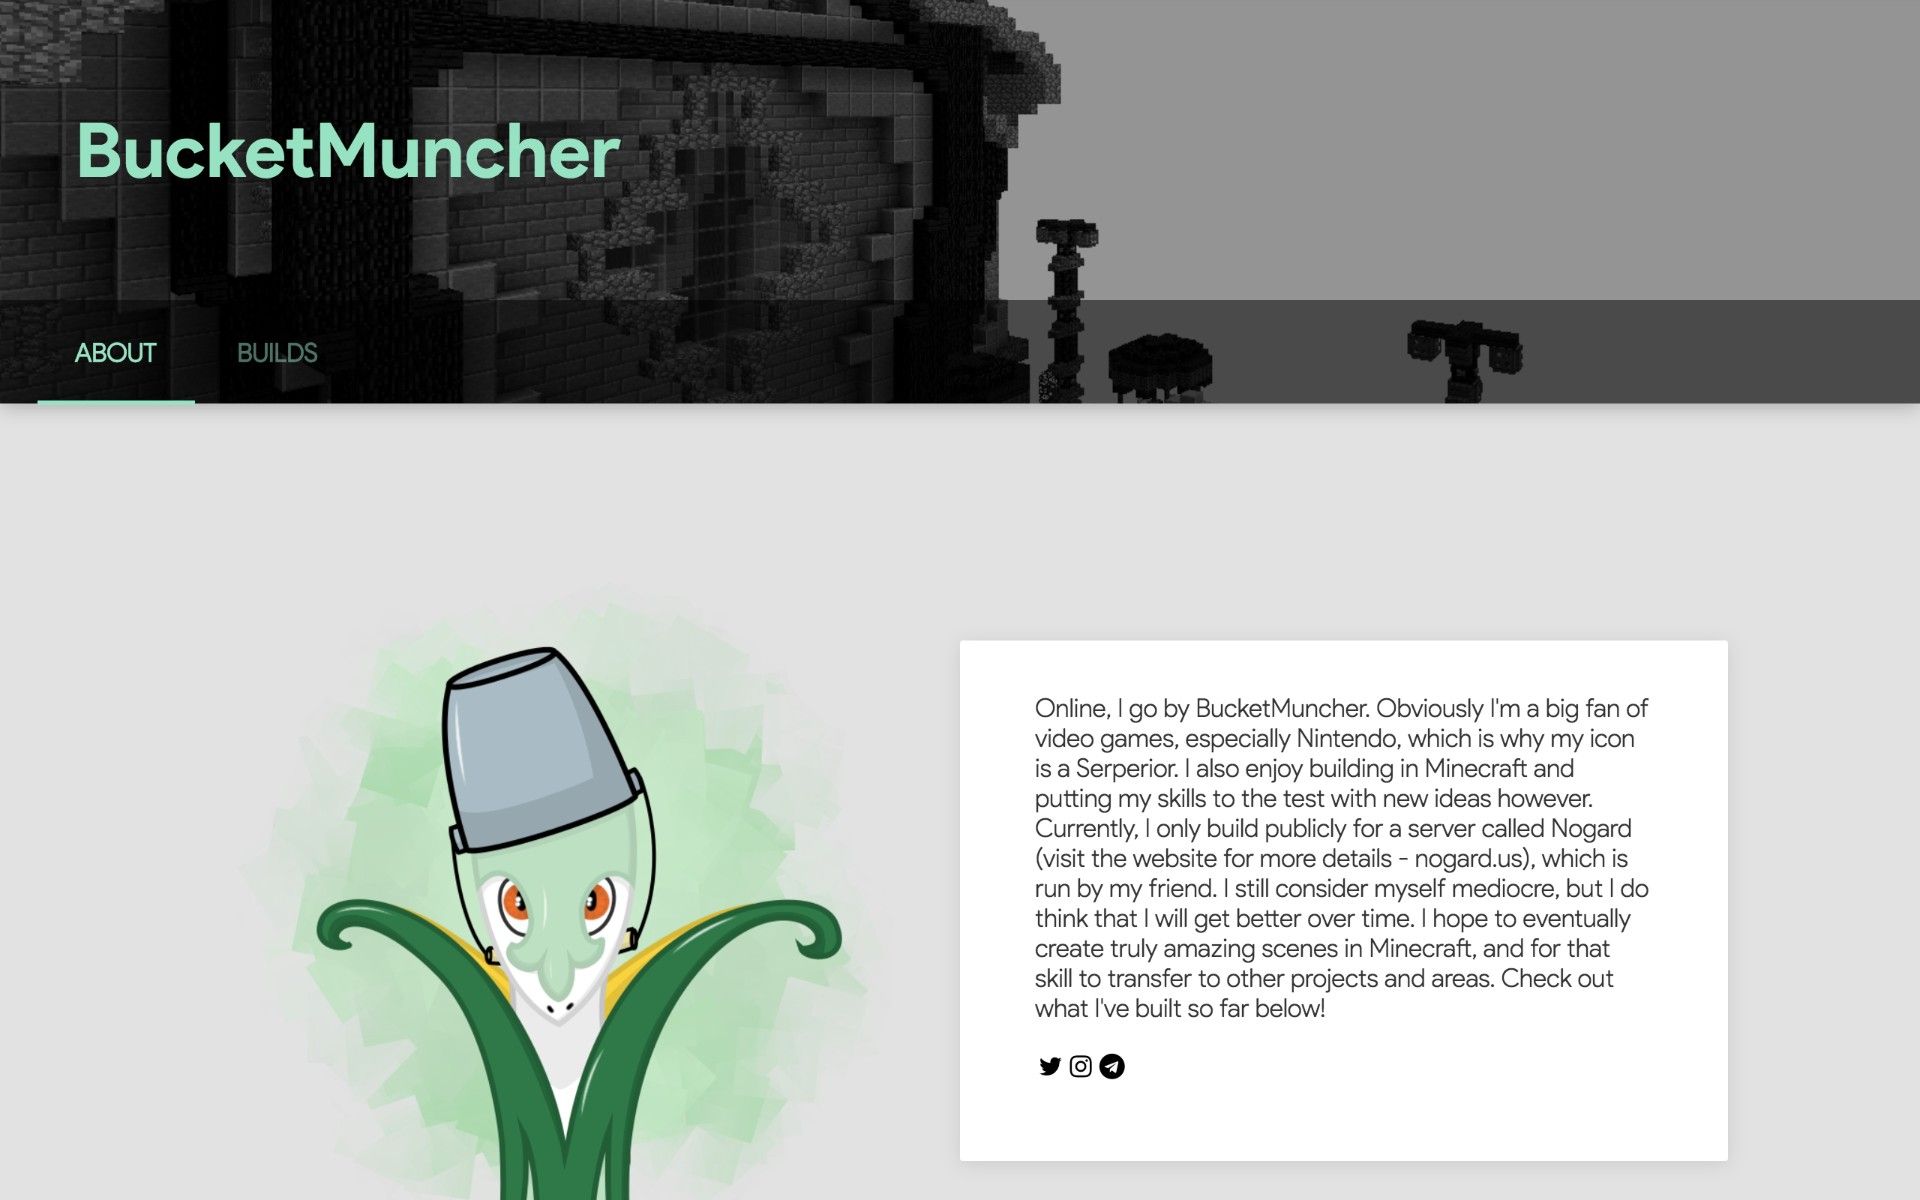 BucketMuncher
ABOUT
BUILDS
Online, I go by BucketMuncher. Obviously I'm a big fan of
video games, especially Nintendo, which is why my icon
is a Serperior. I also enjoy building in Minecraft and
putting my skills to the test with new ideas however.
Currently, I only build publicly for a server called Nogard
(visit the website for more details - nogard.us), which is
run by my friend. I still consider myself mediocre, but I do
think that I will get better over time. I hope to eventually
create truly amazing scenes in Minecraft, and for that
skill to transfer to other projects and areas. Check out
what I've built so far below!